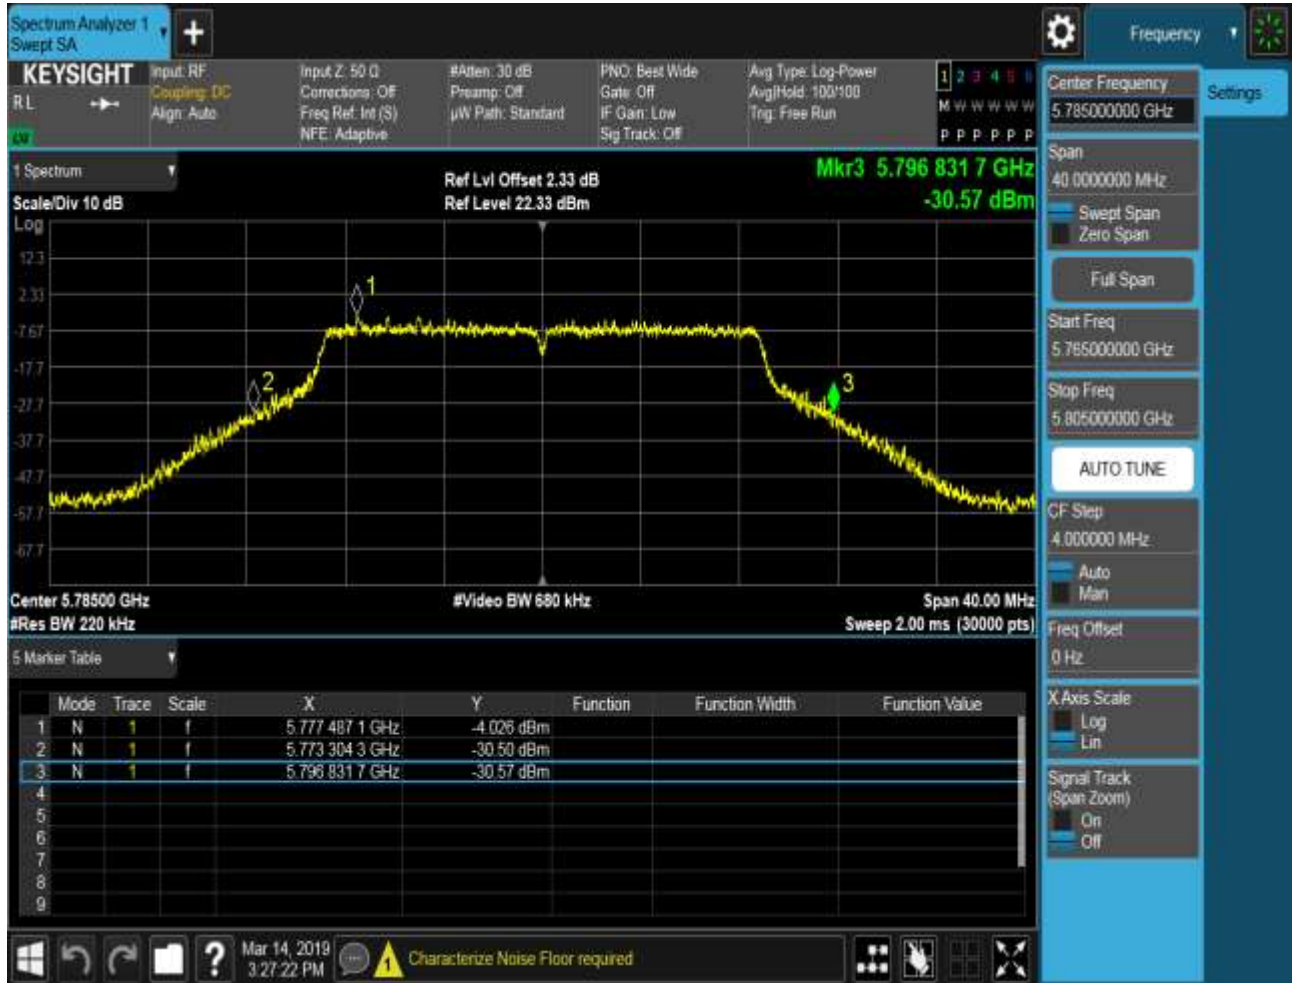 Spectrum Analyzer 1
Swept SA
+
Frequency
KEYSIGHT
RL
Input: RF
Coupling: DC
Align: Auto
Input Z: 50 Ω
Corrections: Off
Freq Ref: Int (S)
NFE: Adaptive
#Atten: 30 dB
Preamp: Off
µW Path: Standard
PNO: Best Wide
Gate: Off
IF Gain: Low
Sig Track: Off
Avg Type: Log-Power
Avg|Hold: 100/100
Trig: Free Run
1 2 3 4 5 6
M W W W W W
P P P P P P
1 Spectrum
Scale/Div 10 dB
Ref Lvl Offset 2.33 dB
Ref Level 22.33 dBm
Mkr3 5.796 831 7 GHz
-30.57 dBm
Log
12.3
2.33
-7.67
-17.7
-27.7
-37.7
-47.7
-57.7
-67.7
1
2
3
Center 5.78500 GHz
#Video BW 680 kHz
Span 40.00 MHz
#Res BW 220 kHz
Sweep 2.00 ms (30000 pts)
5 Marker Table
Mode Trace Scale X Y Function Function Width Function Value
1 N 1 f 5.777 487 1 GHz -4.026 dBm
2 N 1 f 5.773 304 3 GHz -30.50 dBm
3 N 1 f 5.796 831 7 GHz -30.57 dBm
4
5
6
7
8
9
?
Mar 14, 2019
3:27:22 PM
1
Characterize Noise Floor required
Settings
Center Frequency
5.785000000 GHz
Span
40.0000000 MHz
Swept Span
Zero Span
Full Span
Start Freq
5.765000000 GHz
Stop Freq
5.805000000 GHz
AUTO TUNE
CF Step
4.000000 MHz
Auto
Man
Freq Offset
0 Hz
X Axis Scale
Log
Lin
Signal Track
(Span Zoom)
On
Off